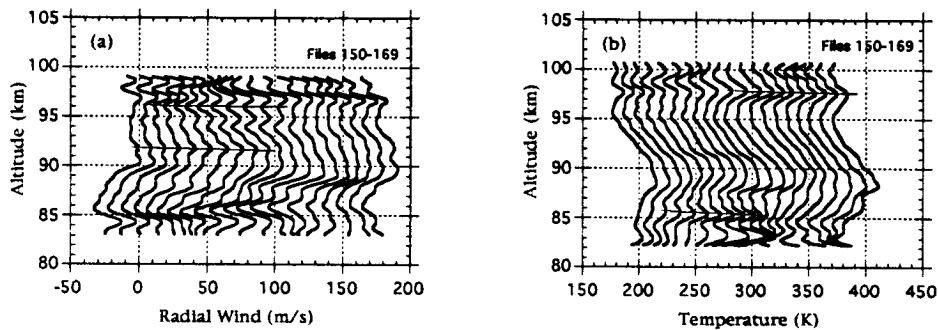 (a)
Files 150-169
105
100
95
90
85
80
Altitude (km)
-50 0 50 100 150 200
Radial Wind (m/s)
(b)
Files 150-169
105
100
95
90
85
80
Altitude (km)
150 200 250 300 350 400 450
Temperature (K)